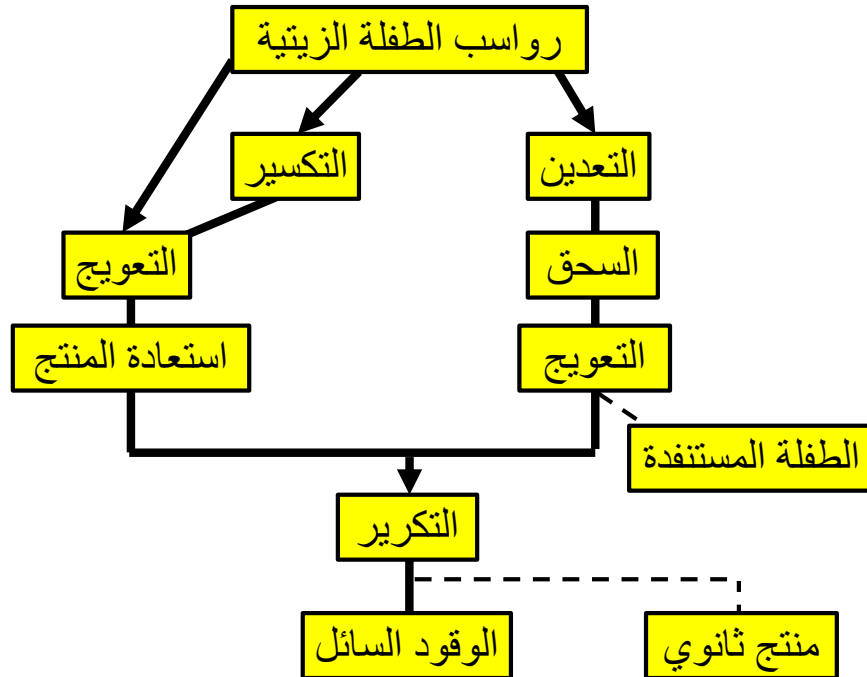 رواسب الطفلة الزيتية
التكسير
التعدين
التعويج
السحق
استعادة المنتج
التعويج
الطفلة المستنفدة
التكرير
الوقود السائل
منتج ثانوي